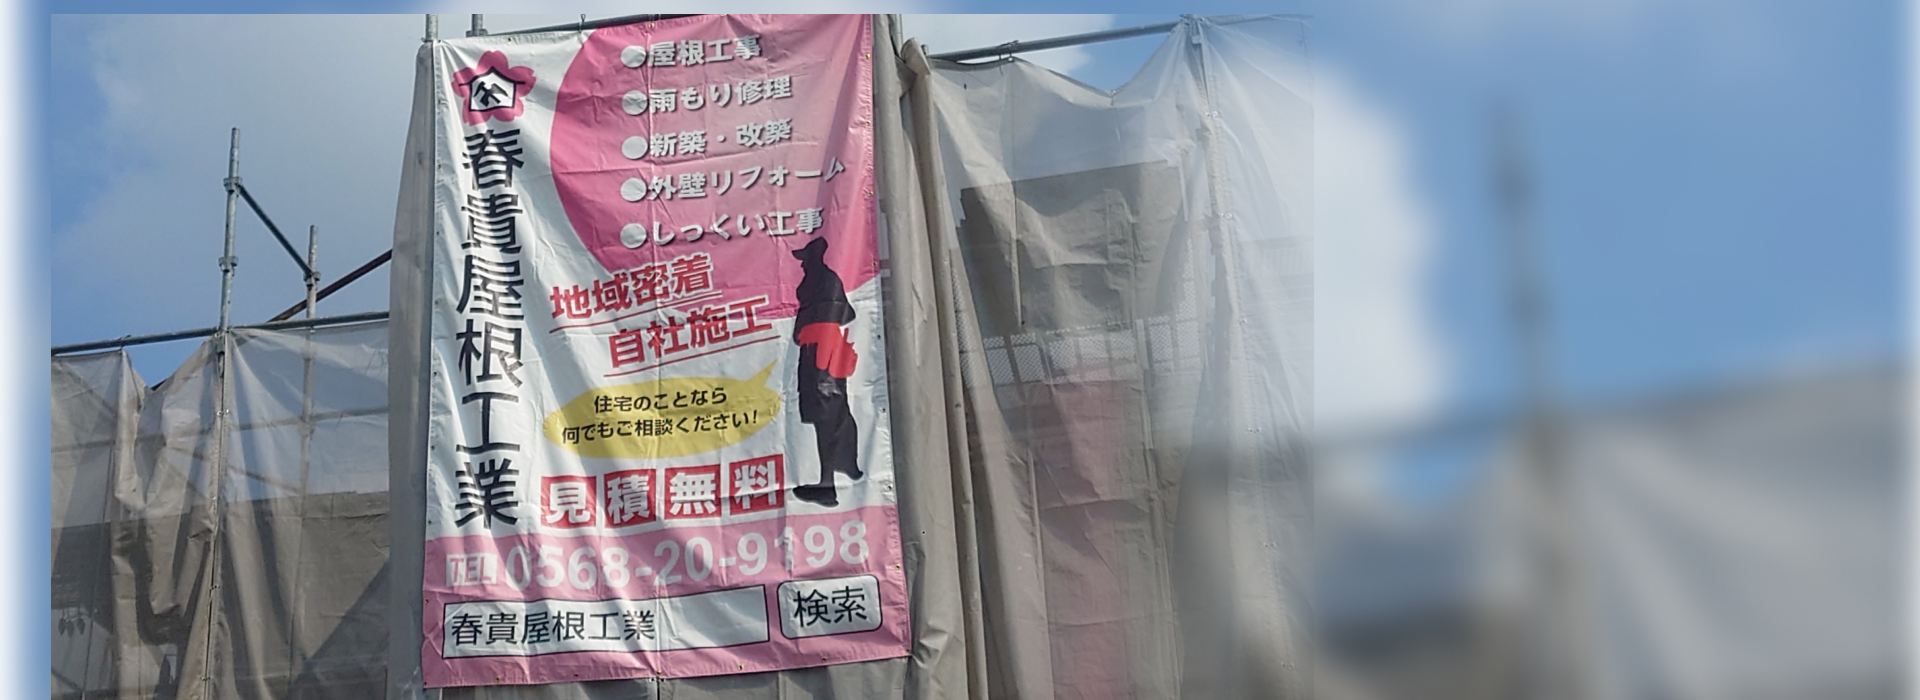 春貴屋根工業
●屋根工事
●雨もり修理
●新築・改築
●外壁リフォーム
●しっくい工事
地域密着
自社施工
住宅のことなら
何でもご相談ください!
見積無料
TEL 0568-20-9198
春貴屋根工業 検索